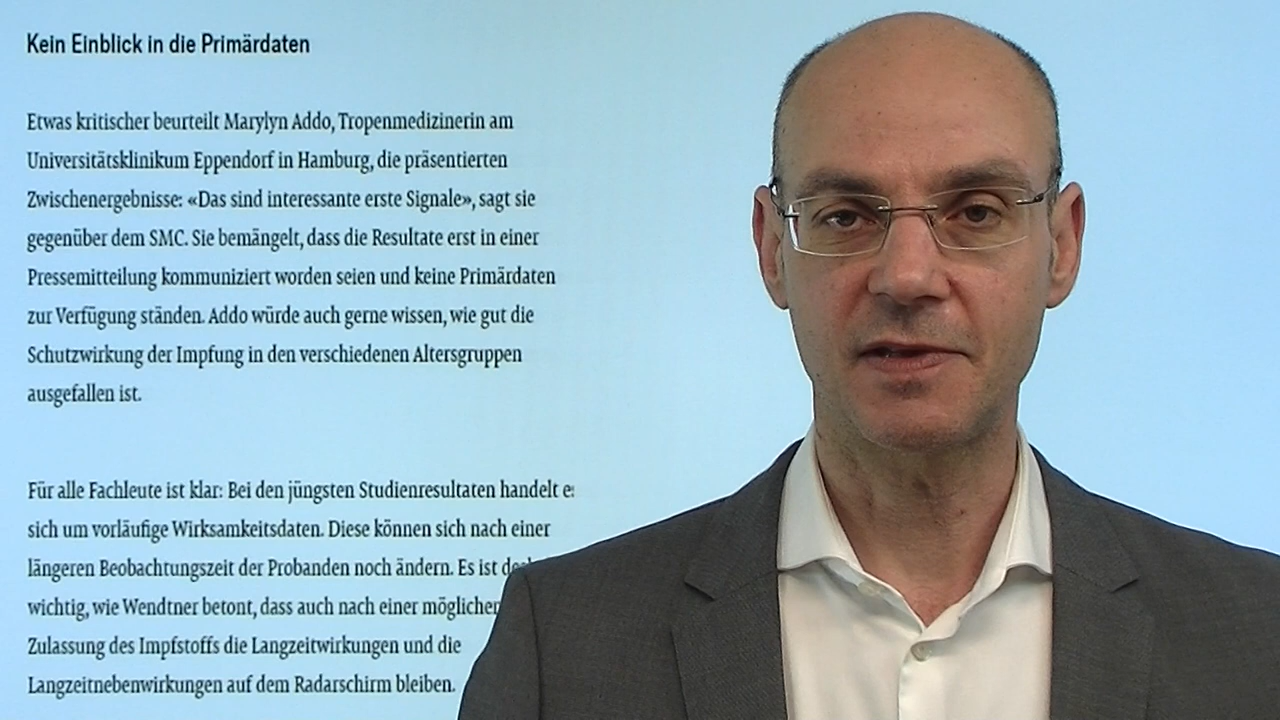 Kein Einblick in die Primärdaten
Etwas kritischer beurteilt Marylyn Addo, Tropenmedizinerin am
Universitätsklinikum Eppendorf in Hamburg, die präsentierten
Zwischenergebnisse: «Das sind interessante erste Signale», sagt sie
gegenüber dem SMC. Sie bemängelt, dass die Resultate erst in einer
Pressemitteilung kommuniziert worden seien und keine Primärdaten
zur Verfügung ständen. Addo würde auch gerne wissen, wie gut die
Schutzwirkung der Impfung in den verschiedenen Altersgruppen
ausgefallen ist.
Für alle Fachleute ist klar: Bei den jüngsten Studienresultaten handelt
sich um vorläufige Wirksamkeitsdaten. Diese können sich nach einer
längeren Beobachtungszeit der Probanden noch ändern. Es ist
wichtig, wie Wendtner betont, dass auch nach einer möglichen
Zulassung des Impfstoffs die Langzeitwirkungen und die
Langzeitnebenwirkungen auf dem Radarschirm bleiben.